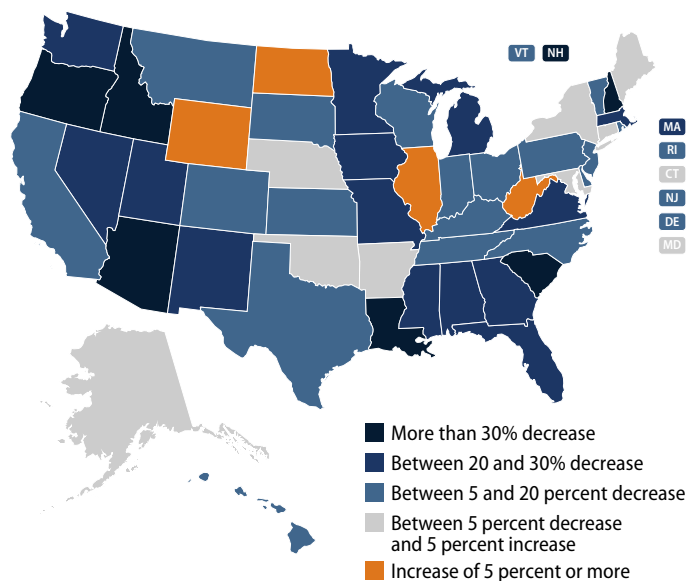 VT NH
MA
RI
CT
NJ
DE
MD
More than 30% decrease
Between 20 and 30% decrease
Between 5 and 20 percent decrease
Between 5 percent decrease
and 5 percent increase
Increase of 5 percent or more